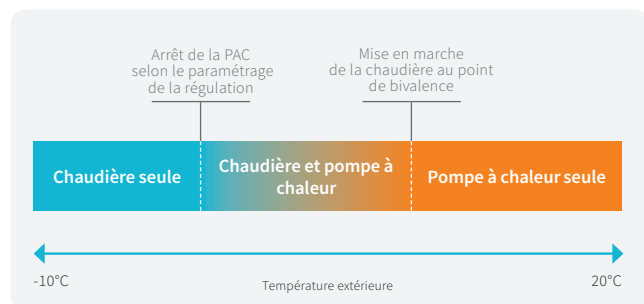 Arrêt de la PAC
selon le paramétrage
de la régulation
Mise en marche
de la chaudière au point
de bivalence
Chaudière seule
Chaudière et pompe à
chaleur
Pompe à chaleur seule
-10°C
Température extérieure
20°C